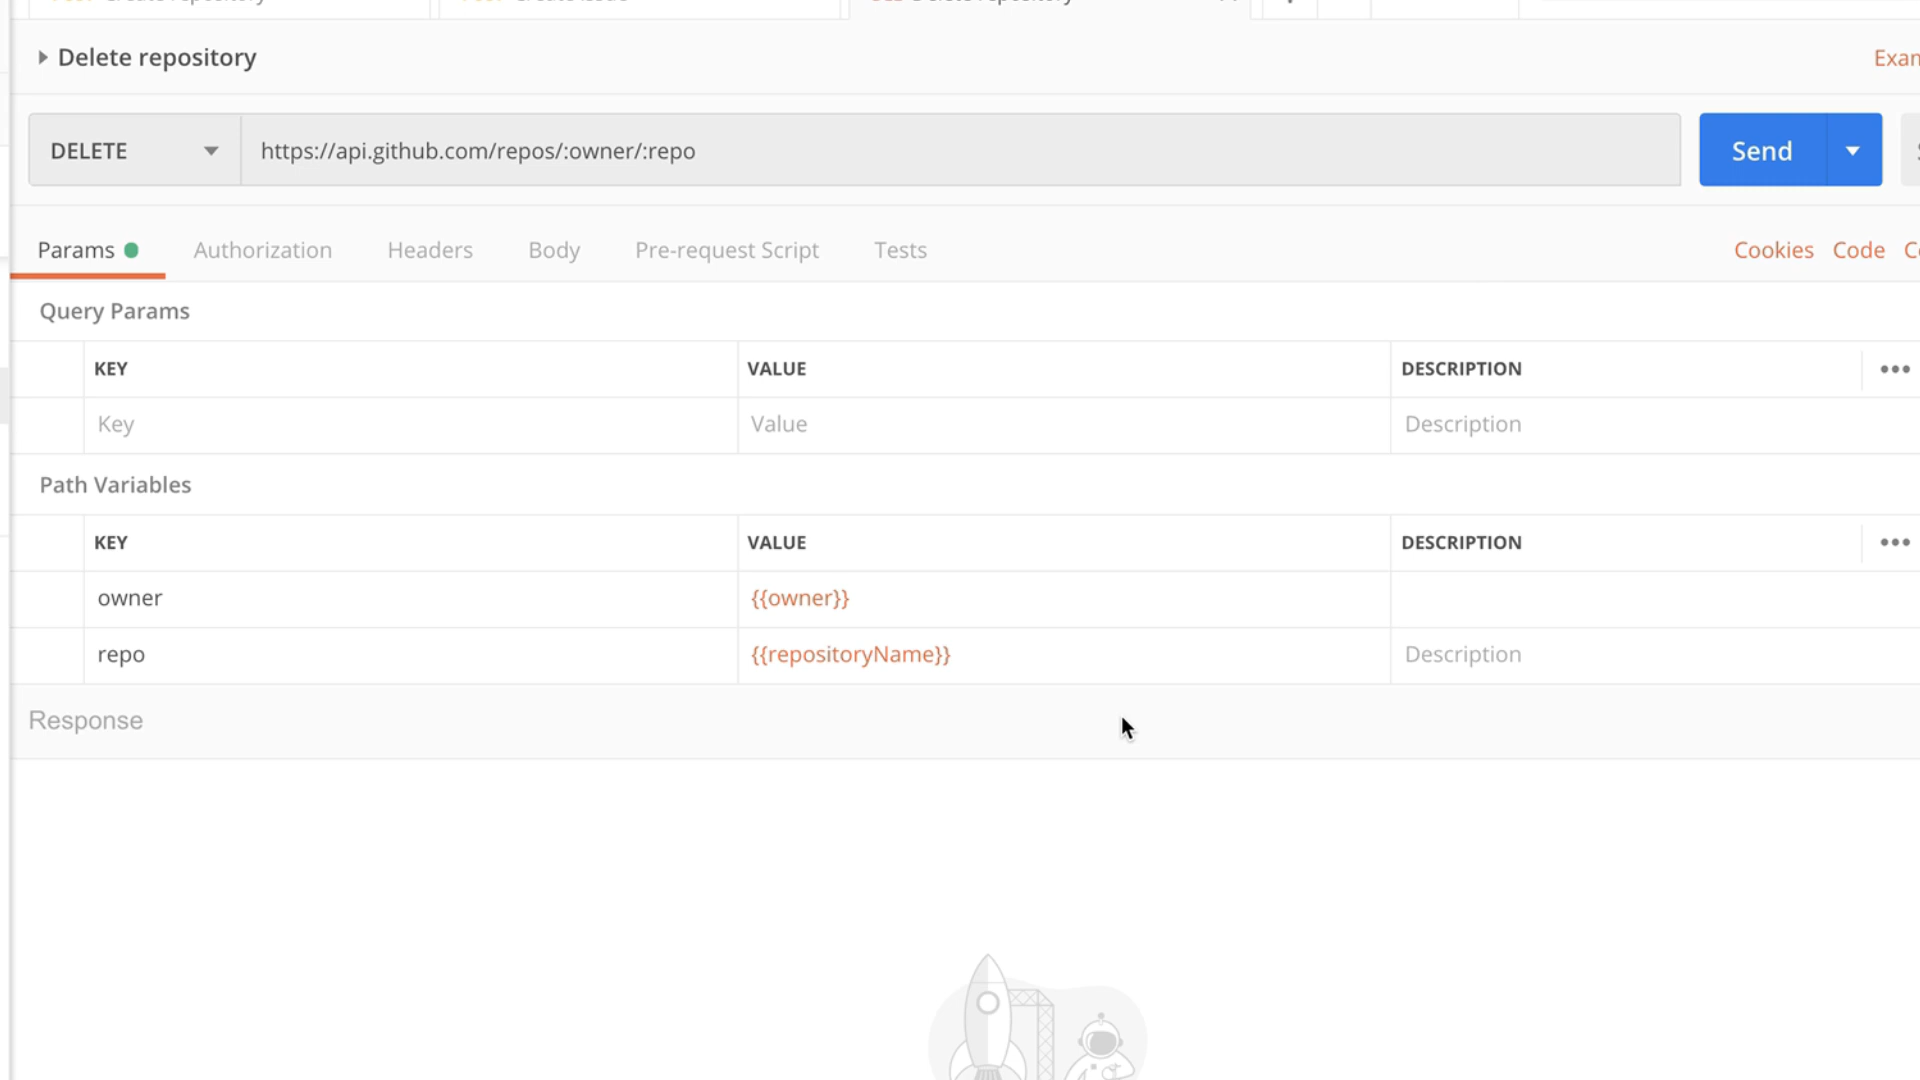 Delete repository
Exam
DELETE https://api.github.com/repos/:owner/:repo Send
Params Authorization Headers Body Pre-request Script Tests Cookies Code
Query Params
KEY VALUE DESCRIPTION
Key Value Description
Path Variables
KEY VALUE DESCRIPTION
owner {{owner}}
repo {{repositoryName}} Description
Response